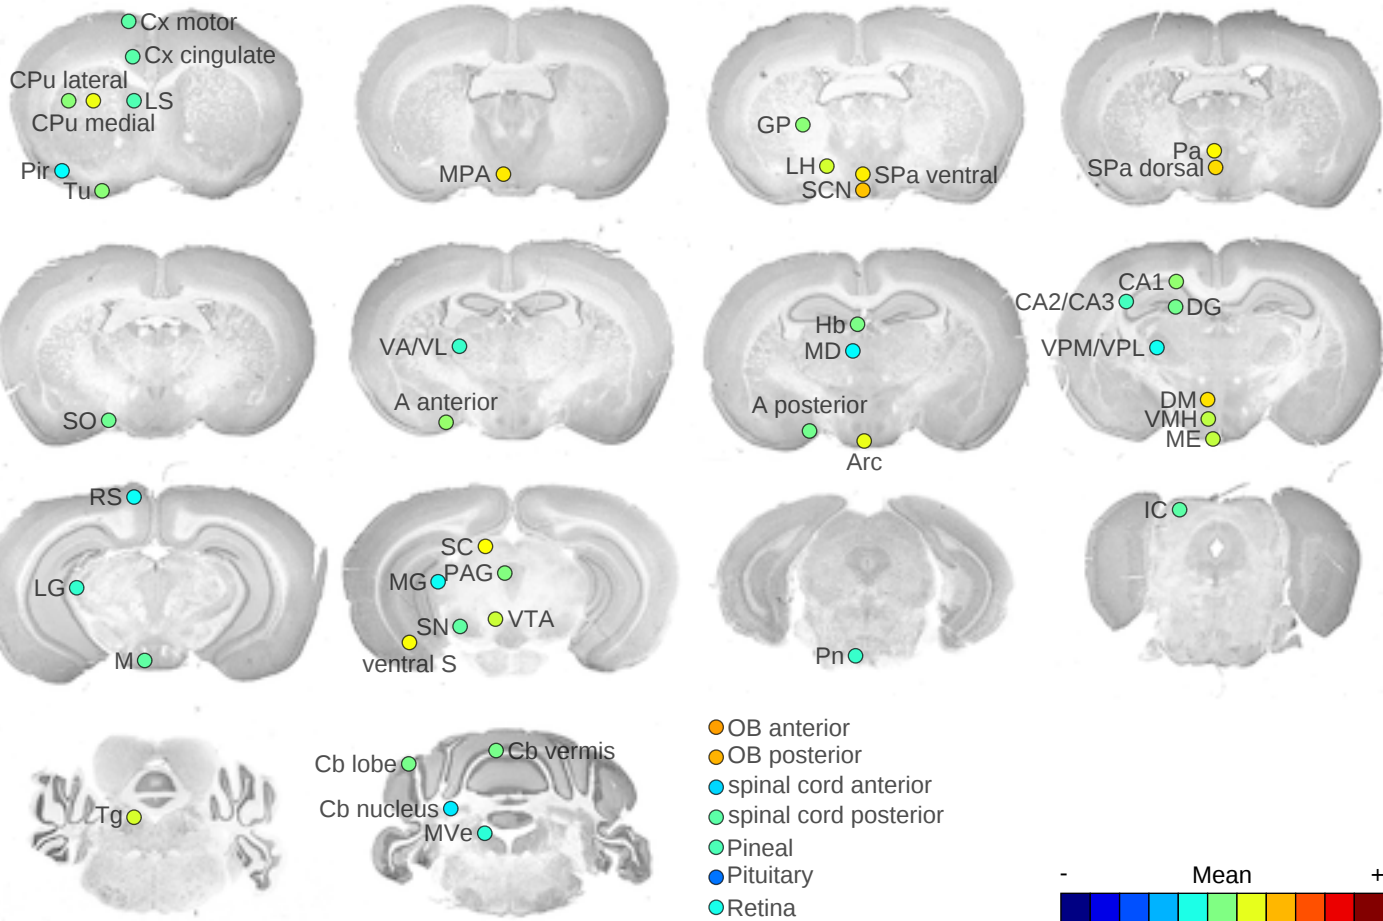 Cx motor
Cx cingulate
CPu lateral
LS
CPu medial
Pir
Tu
MPA
GP
LH
SPa ventral
SCN
Pa
SPa dorsal
SO
VA/VL
A anterior
Hb
MD
A posterior
Arc
CA1
CA2/CA3
DG
VPM/VPL
DM
VMH
ME
RS
LG
M
SC
PAG
MG
VTA
SN
ventral S
Pn
IC
Tg
Cb vermis
Cb lobe
Cb nucleus
MVe
OB anterior
OB posterior
spinal cord anterior
spinal cord posterior
Pineal
Pituitary
Retina
- Mean +